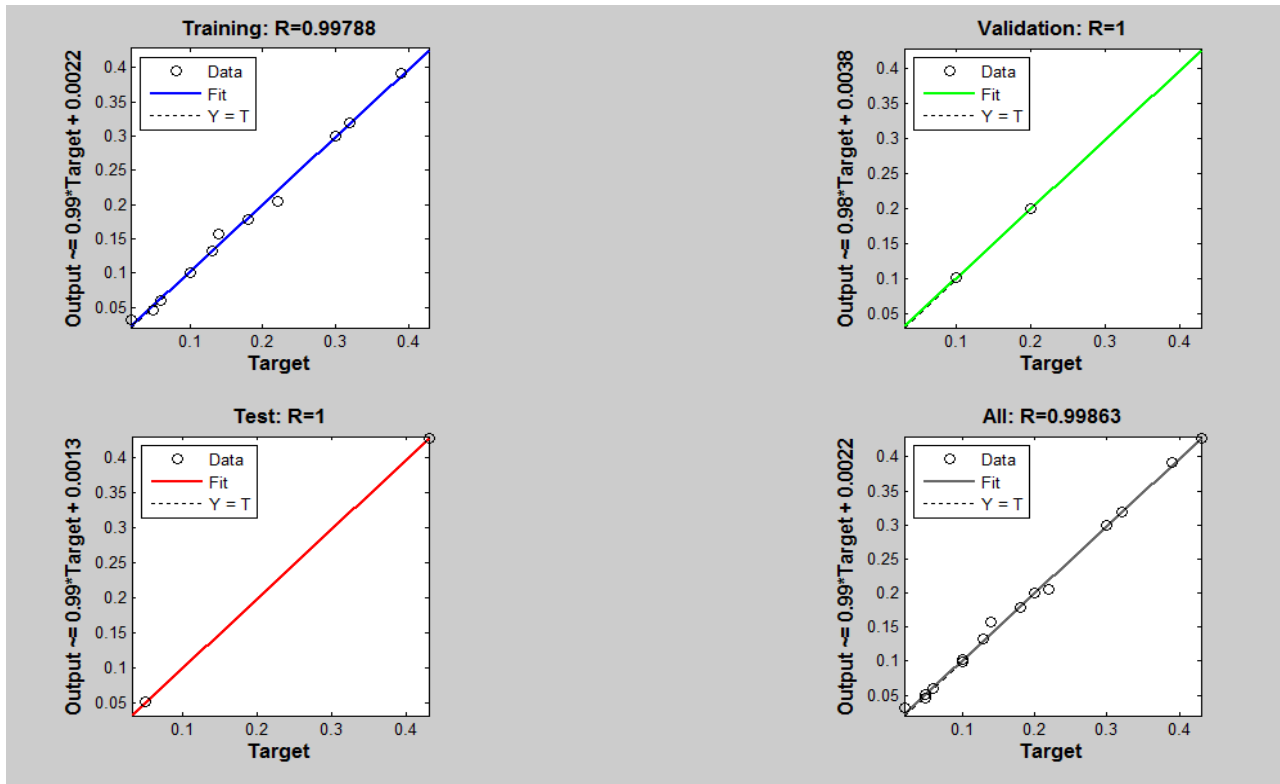 Training: R=0.99788
Output ~= 0.99*Target + 0.0022
Data
Fit
Y = T
0.4
0.35
0.3
0.25
0.2
0.15
0.1
0.05
0.1
0.2
0.3
0.4
Target
Validation: R=1
Output ~= 0.98*Target + 0.0038
Data
Fit
Y = T
0.4
0.35
0.3
0.25
0.2
0.15
0.1
0.05
0.1
0.2
0.3
0.4
Target
Test: R=1
Output ~= 0.99*Target + 0.0013
Data
Fit
Y = T
0.4
0.35
0.3
0.25
0.2
0.15
0.1
0.05
0.1
0.2
0.3
0.4
Target
All: R=0.99863
Output ~= 0.99*Target + 0.0022
Data
Fit
Y = T
0.4
0.35
0.3
0.25
0.2
0.15
0.1
0.05
0.1
0.2
0.3
0.4
Target